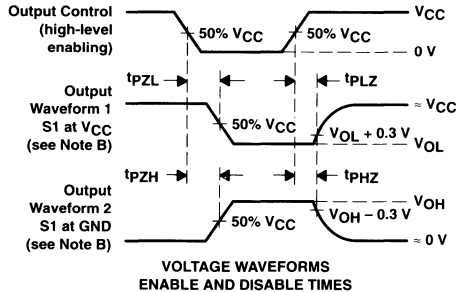 Output Control
(high-level
enabling)
50% VCC
50% VCC
VCC
0 V
tPZL
tPLZ
Output
Waveform 1
S1 at VCC
(see Note B)
50% VCC
≈ VCC
VOL + 0.3 V
VOL
tPZH
tPHZ
Output
Waveform 2
S1 at GND
(see Note B)
50% VCC
VOH
VOH − 0.3 V
≈ 0 V
VOLTAGE WAVEFORMS
ENABLE AND DISABLE TIMES